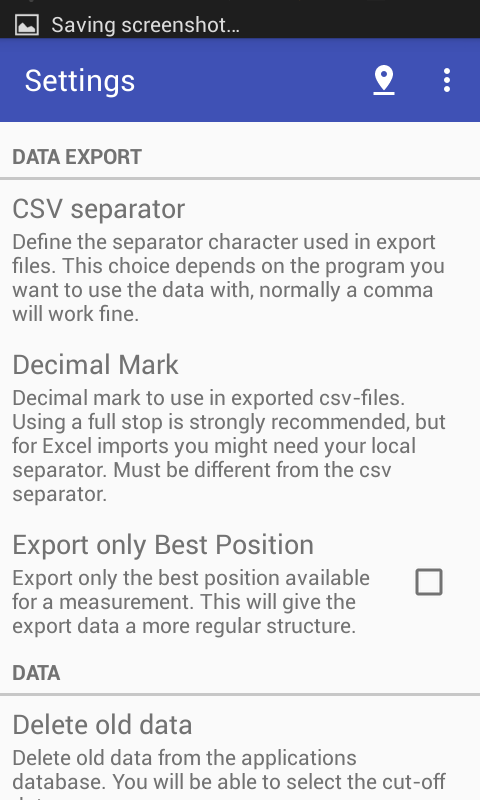 Saving screenshot...
Settings
DATA EXPORT
CSV separator
Define the separator character used in export
files. This choice depends on the program you
want to use the data with, normally a comma
will work fine.
Decimal Mark
Decimal mark to use in exported csv-files.
Using a full stop is strongly recommended, but
for Excel imports you might need your local
separator. Must be different from the csv
separator.
Export only Best Position
Export only the best position available
for a measurement. This will give the
export data a more regular structure.
DATA
Delete old data
Delete old data from the applications
database. You will be able to select the cut-off